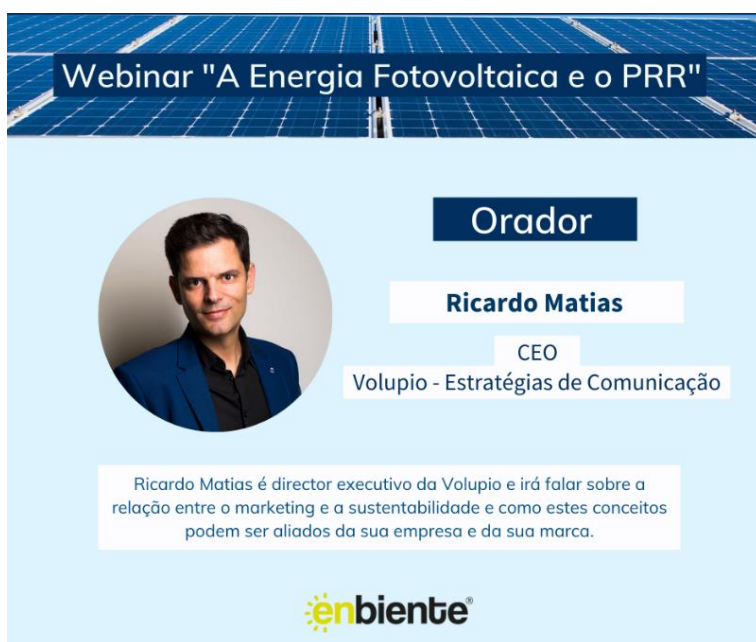 Webinar "A Energia Fotovoltaica e o PRR"
Orador
Ricardo Matias
CEO
Volupio - Estratégias de Comunicação
Ricardo Matias é director executivo da Volupio e irá falar sobre a
relação entre o marketing e a sustentabilidade e como estes conceitos
podem ser aliados da sua empresa e da sua marca.
enbiente®